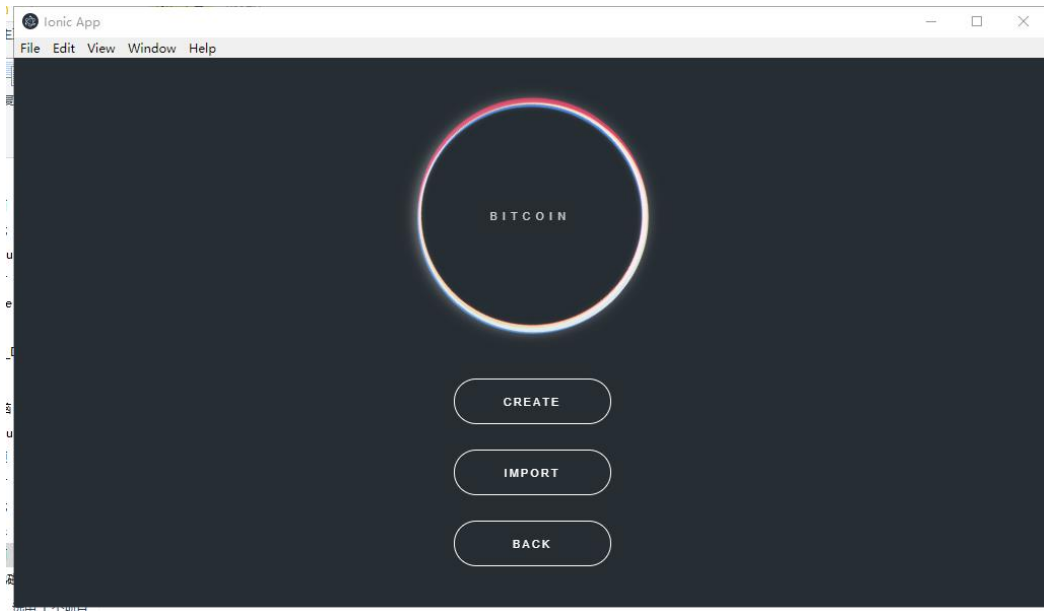 Ionic App
File Edit View Window Help
BITCOIN
CREATE
IMPORT
BACK